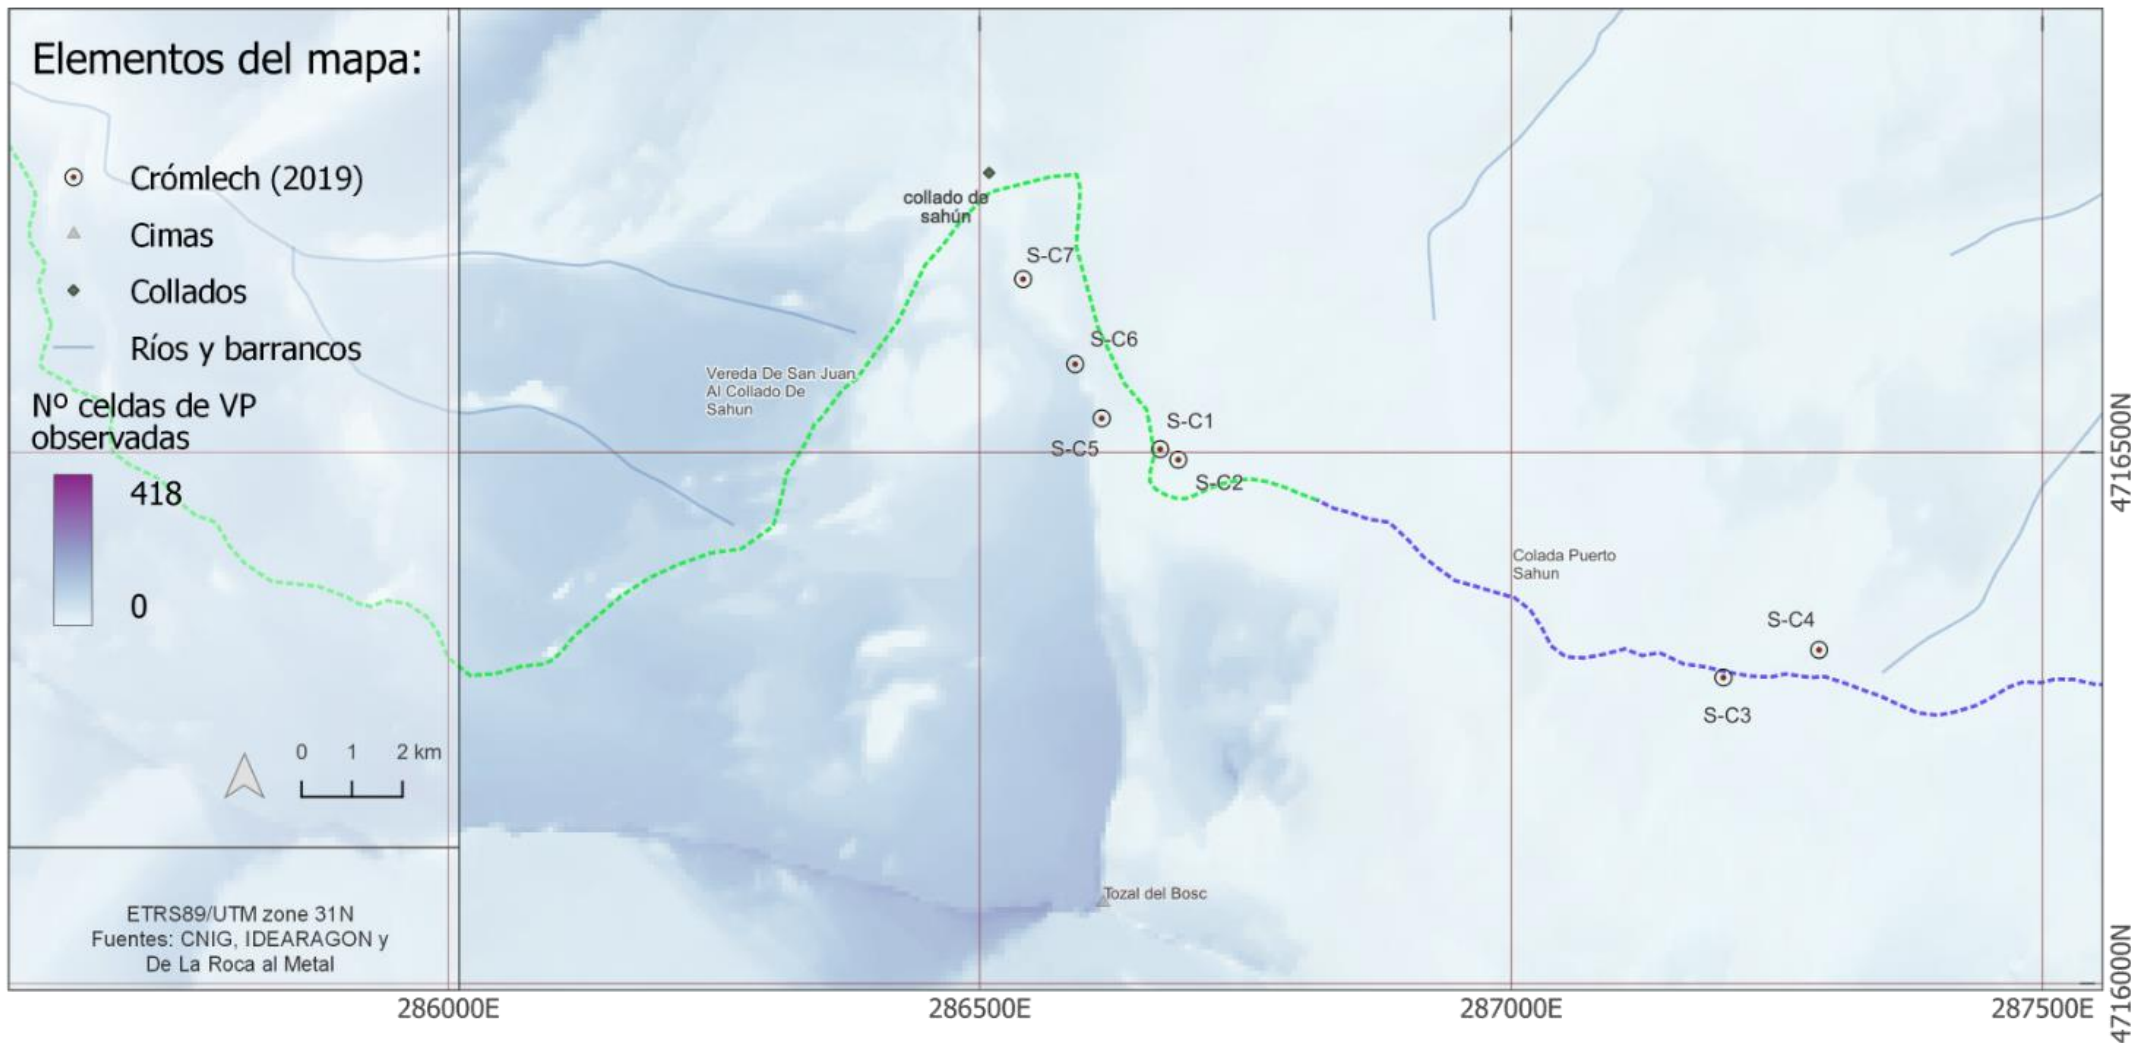 Elementos del mapa:
Crómlech (2019)
Cimas
Collados
Ríos y barrancos
Nº celdas de VP
observadas
418
0
0 1 2 km
ETRS89/UTM zone 31N
Fuentes: CNIG, IDEARAGON y
De La Roca al Metal
collado de
sahún
S-C7
S-C6
Vereda De San Juan
Al Collado De
Sahun
S-C1
S-C5
S-C2
Colada Puerto
Sahun
S-C4
S-C3
Tozal del Bosc
4716500N
4716000N
286000E
286500E
287000E
287500E